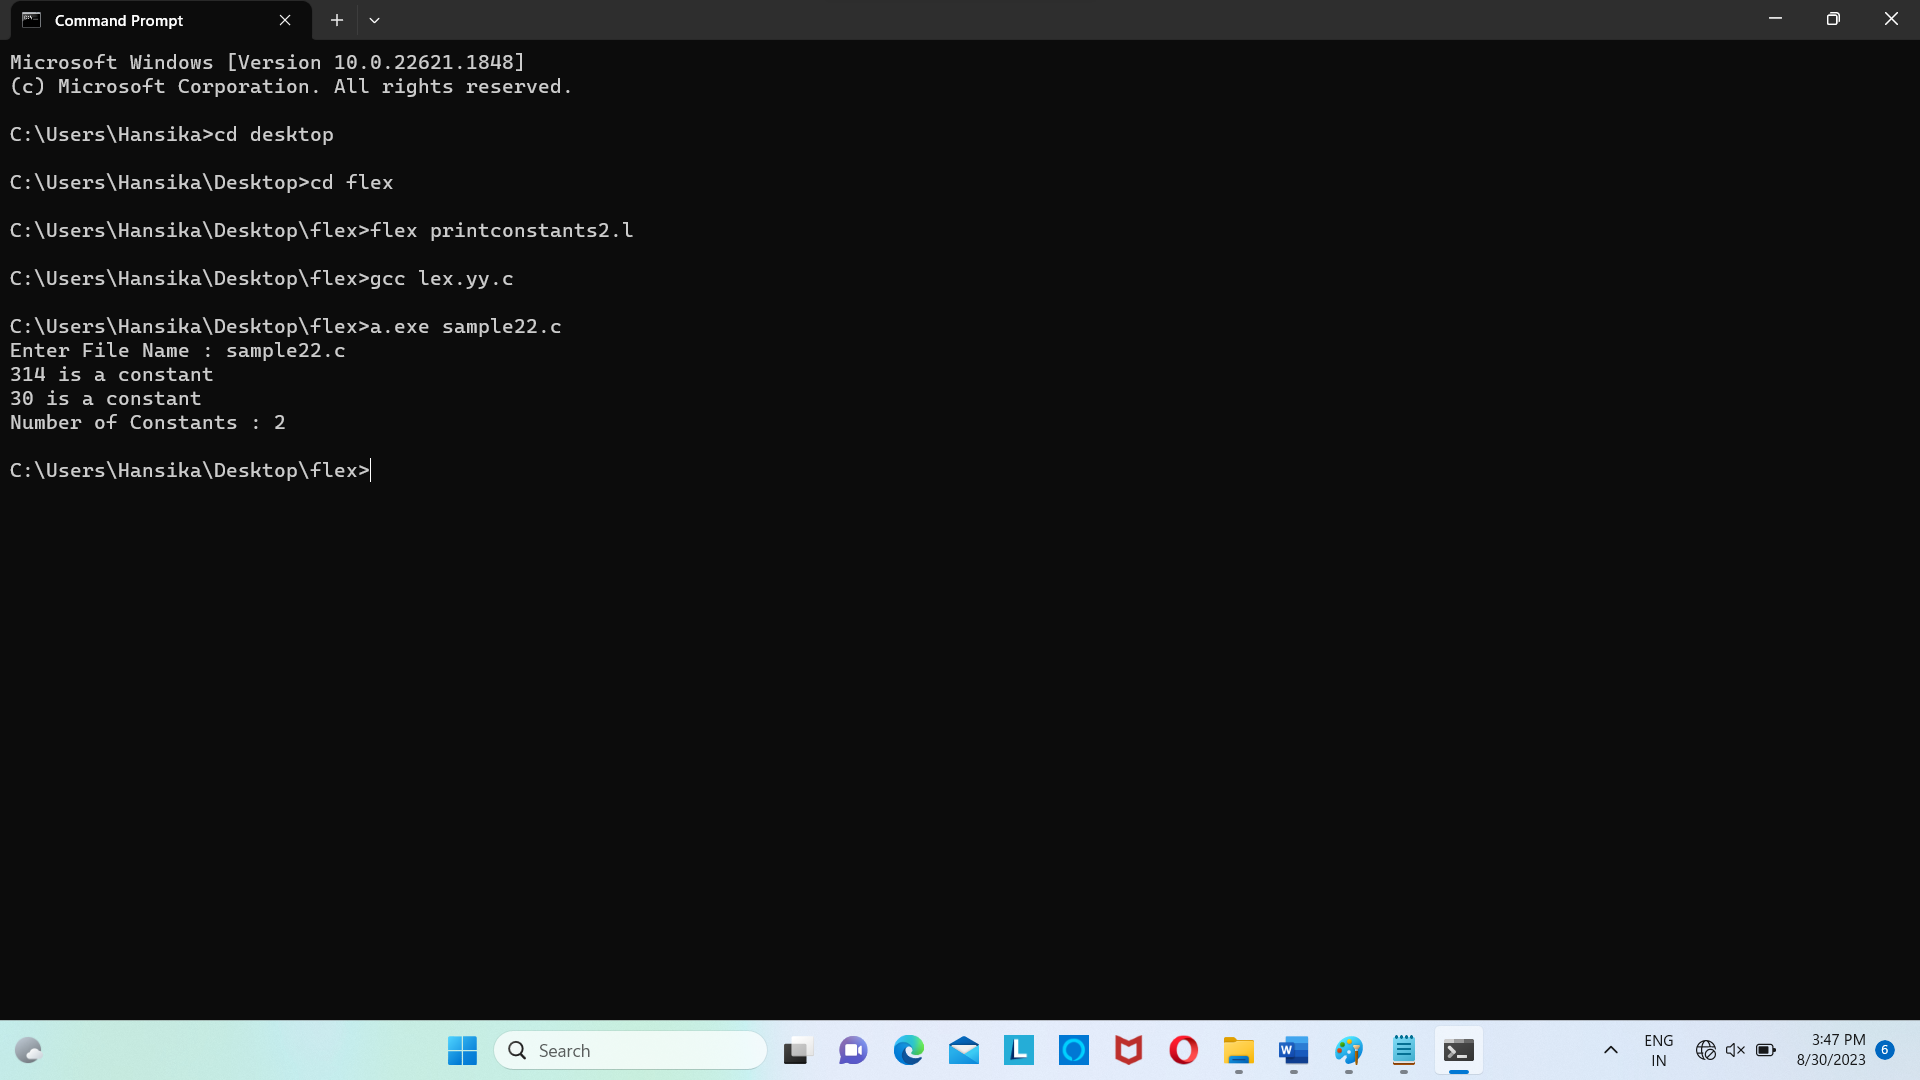 Command Prompt
Microsoft Windows [Version 10.0.22621.1848]
(c) Microsoft Corporation. All rights reserved.
C:\Users\Hansika>cd desktop
C:\Users\Hansika\Desktop>cd flex
C:\Users\Hansika\Desktop\flex>flex printconstants2.l
C:\Users\Hansika\Desktop\flex>gcc lex.yy.c
C:\Users\Hansika\Desktop\flex>a.exe sample22.c
Enter File Name : sample22.c
314 is a constant
30 is a constant
Number of Constants : 2
C:\Users\Hansika\Desktop\flex>
Search
L
W
ENG
IN
3:47 PM
8/30/2023
6